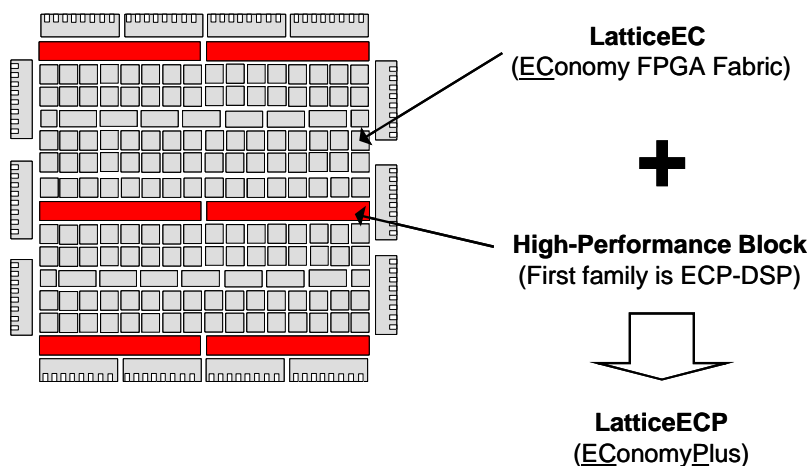 LatticeEC
(EConomy FPGA Fabric)
High-Performance Block
(First family is ECP-DSP)
LatticeECP
(EConomyPlus)